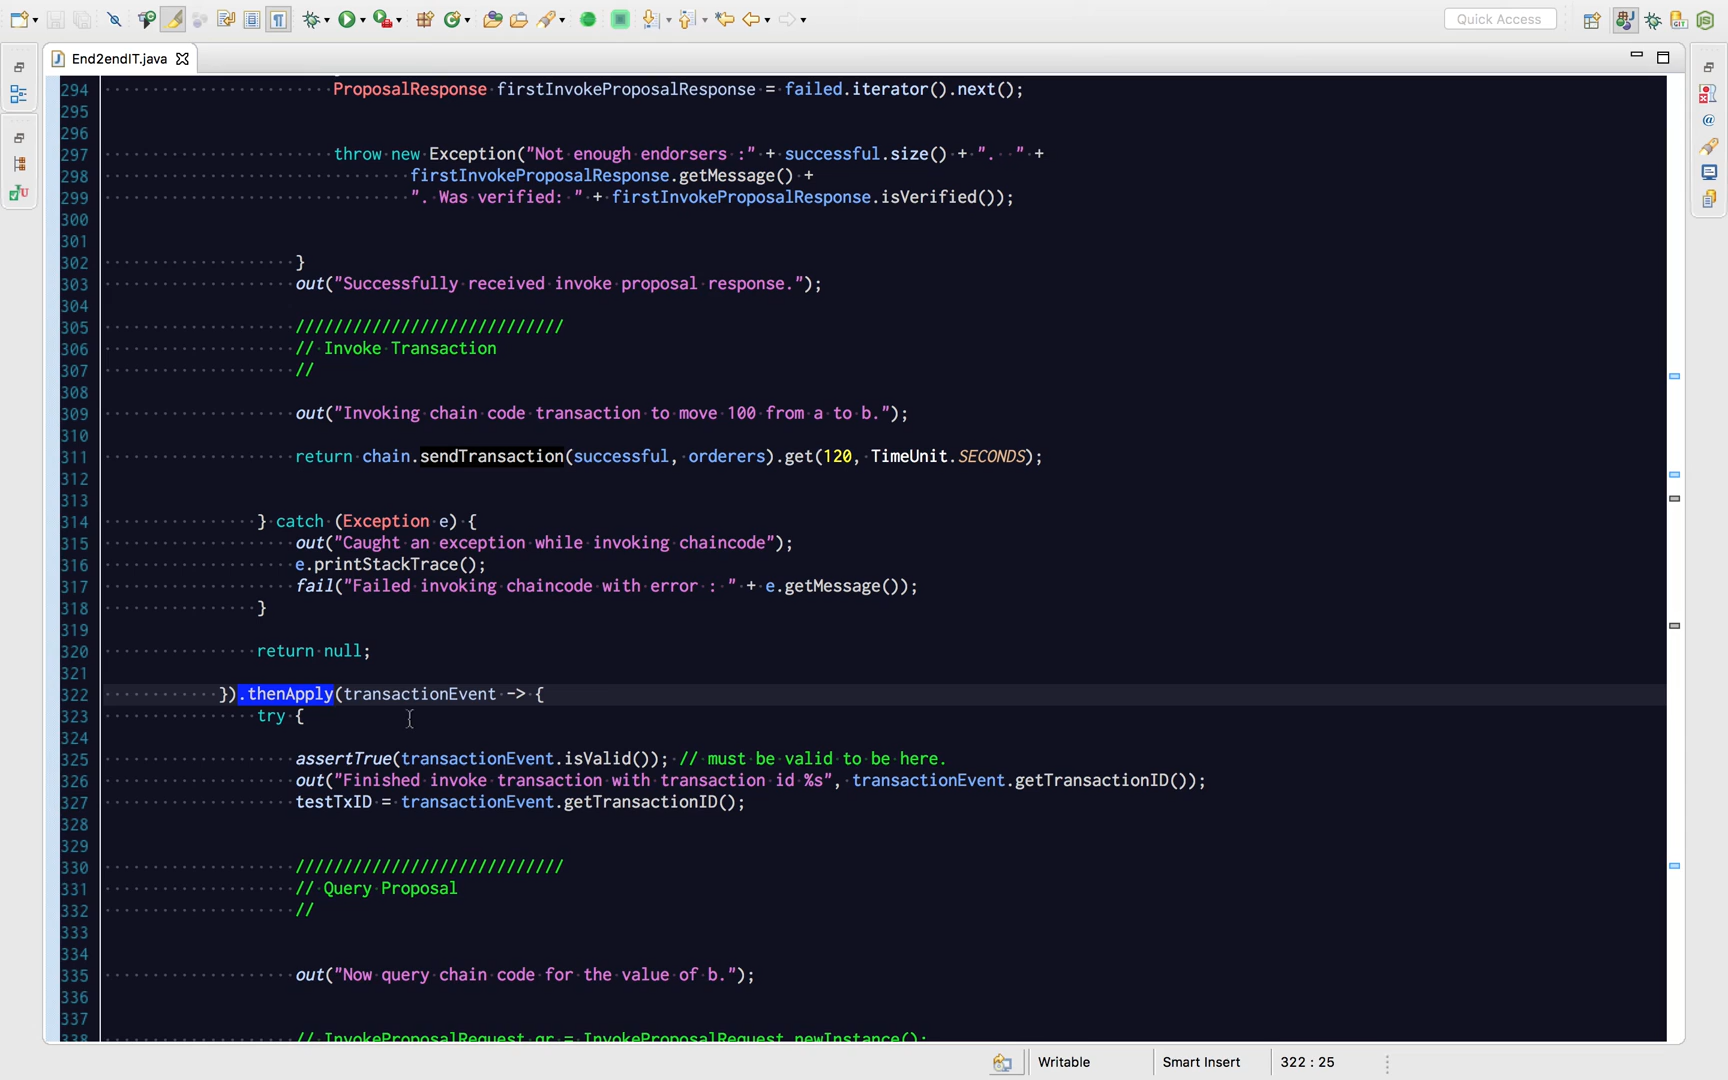 Quick Access
End2endIT.java
294 ProposalResponse firstInvokeProposalResponse = failed.iterator().next();
295
296
297 throw new Exception("Not enough endorsers :" + successful.size() + ".  " +
298 firstInvokeProposalResponse.getMessage() +
299 ". Was verified: " + firstInvokeProposalResponse.isVerified());
300
301
302 }
303 out("Successfully received invoke proposal response.");
304
305 ////////////////////////////
306 // Invoke Transaction
307 //
308
309 out("Invoking chain code transaction to move 100 from a to b.");
310
311 return chain.sendTransaction(successful, orderers).get(120, TimeUnit.SECONDS);
312
313
314 } catch (Exception e) {
315 out("Caught an exception while invoking chaincode");
316 e.printStackTrace();
317 fail("Failed invoking chaincode with error : " + e.getMessage());
318 }
319
320 return null;
321
322 }).thenApply(transactionEvent -> {
323 try {
324
325 assertTrue(transactionEvent.isValid()); // must be valid to be here.
326 out("Finished invoke transaction with transaction id %s", transactionEvent.getTransactionID());
327 testTxID = transactionEvent.getTransactionID();
328
329
330 ////////////////////////////
331 // Query Proposal
332 //
333
334
335 out("Now query chain code for the value of b.");
336
337
338 // InvokeProposalRequest qr = InvokeProposalRequest.newInstance();
Writable Smart Insert 322 : 25